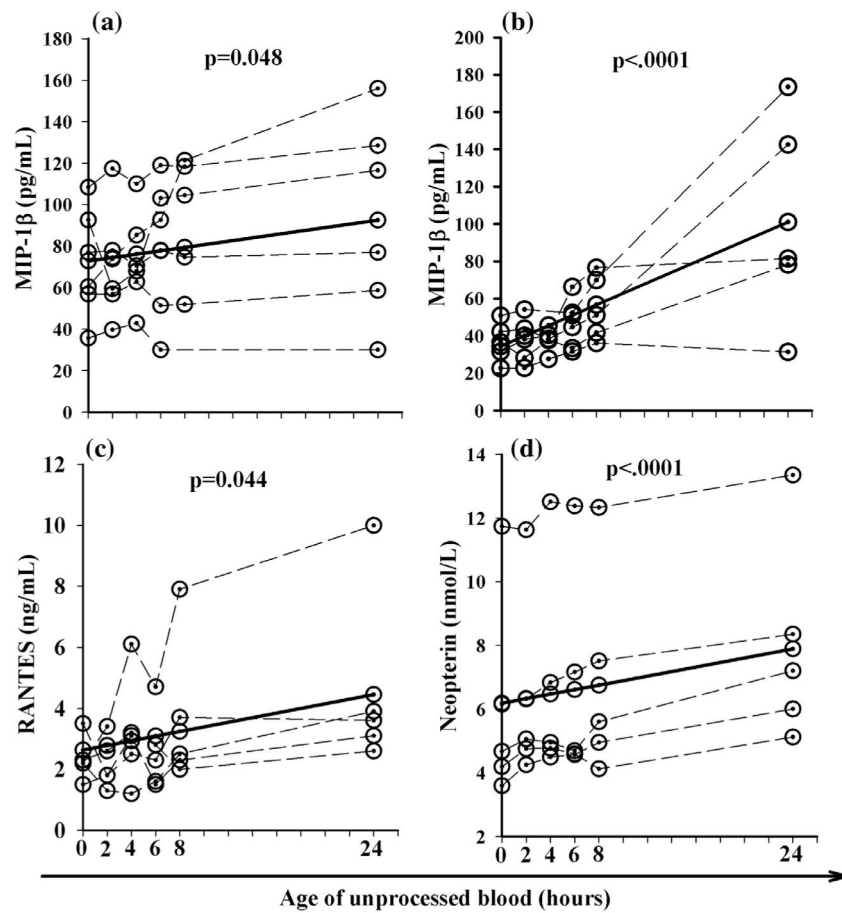 (a)
p=0.048
MIP-1β (pg/mL)
180
160
140
120
100
80
60
40
20
0
(b)
p<.0001
MIP-1β (pg/mL)
200
180
160
140
120
100
80
60
40
20
0
(c)
p=0.044
RANTES (ng/mL)
12
10
8
6
4
2
0
0 2 4 6 8 24
(d)
p<.0001
Neopterin (nmol/L)
14
12
10
8
6
4
2
0 2 4 6 8 24
Age of unprocessed blood (hours)